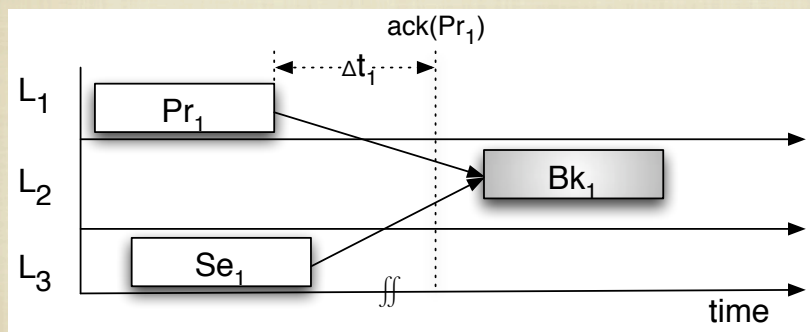 ack(Pr₁)
Δt₁
L₁
Pr₁
L₂
Bk₁
L₃
Se₁
∬
time